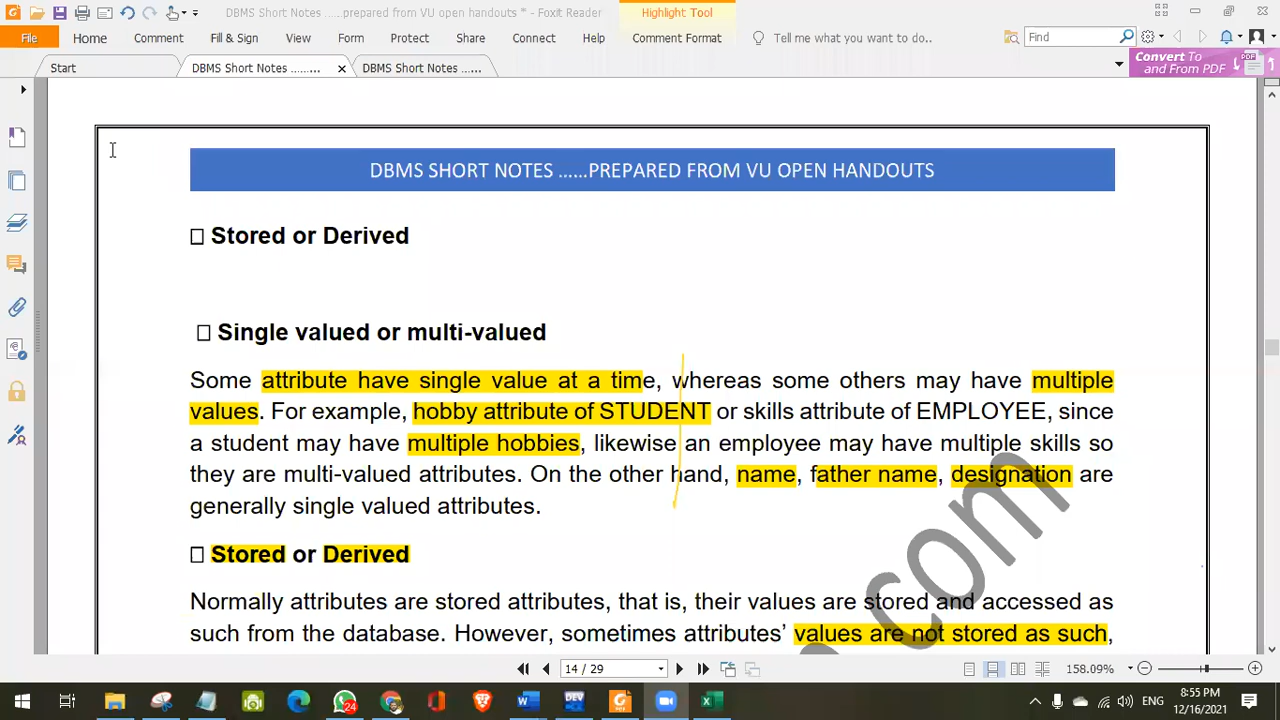 DBMS Short Notes ......prepared from VU open handouts * - Foxit Reader
Highlight Tool
File Home Comment Fill & Sign View Form Protect Share Connect Help Comment Format Tell me what you want to do.. Find
Start DBMS Short Notes ....... DBMS Short Notes .......
Convert To
and From PDF
PDF
DBMS SHORT NOTES ......PREPARED FROM VU OPEN HANDOUTS
Stored or Derived
Single valued or multi-valued
Some attribute have single value at a time, whereas some others may have multiple
values. For example, hobby attribute of STUDENT or skills attribute of EMPLOYEE, since
a student may have multiple hobbies, likewise an employee may have multiple skills so
they are multi-valued attributes. On the other hand, name, father name, designation are
generally single valued attributes.
Stored or Derived
Normally attributes are stored attributes, that is, their values are stored and accessed as
such from the database. However, sometimes attributes’ values are not stored as such,
com
14 / 29
158.09%
24
DEV
ENG
8:55 PM
12/16/2021